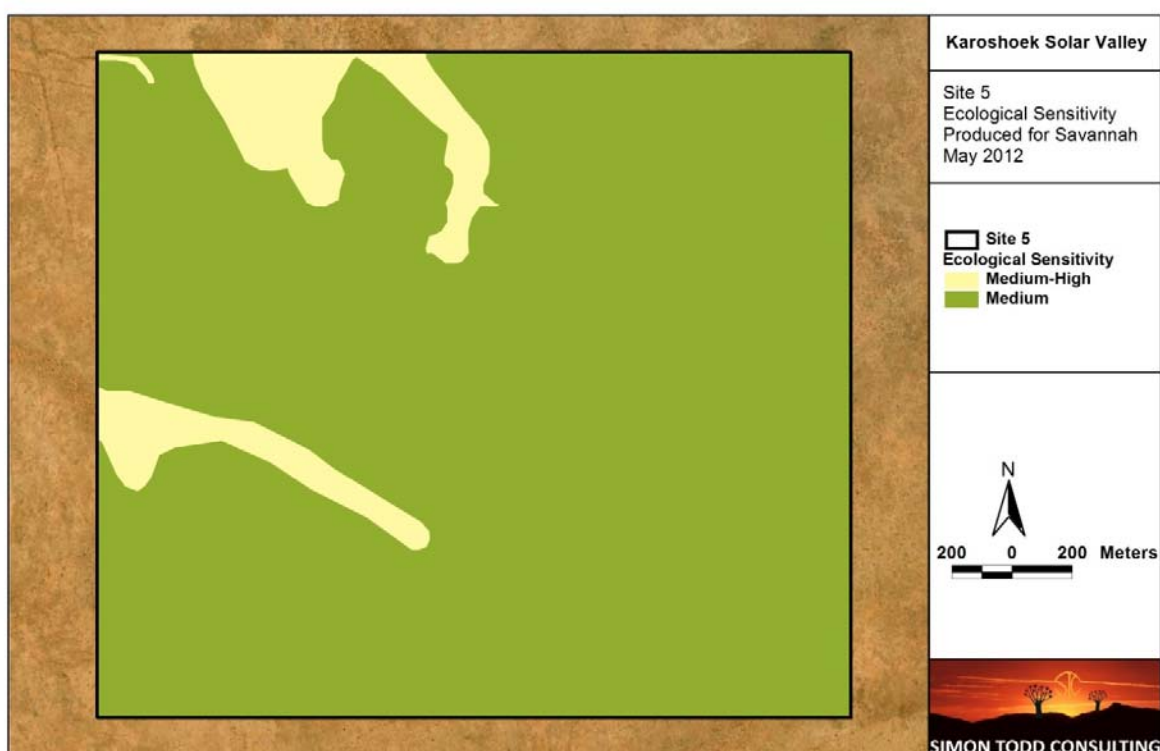 Karoshoek Solar Valley
Site 5
Ecological Sensitivity
Produced for Savannah
May 2012
Site 5
Ecological Sensitivity
Medium-High
Medium
N
200 0 200 Meters
SIMON TODD CONSULTING